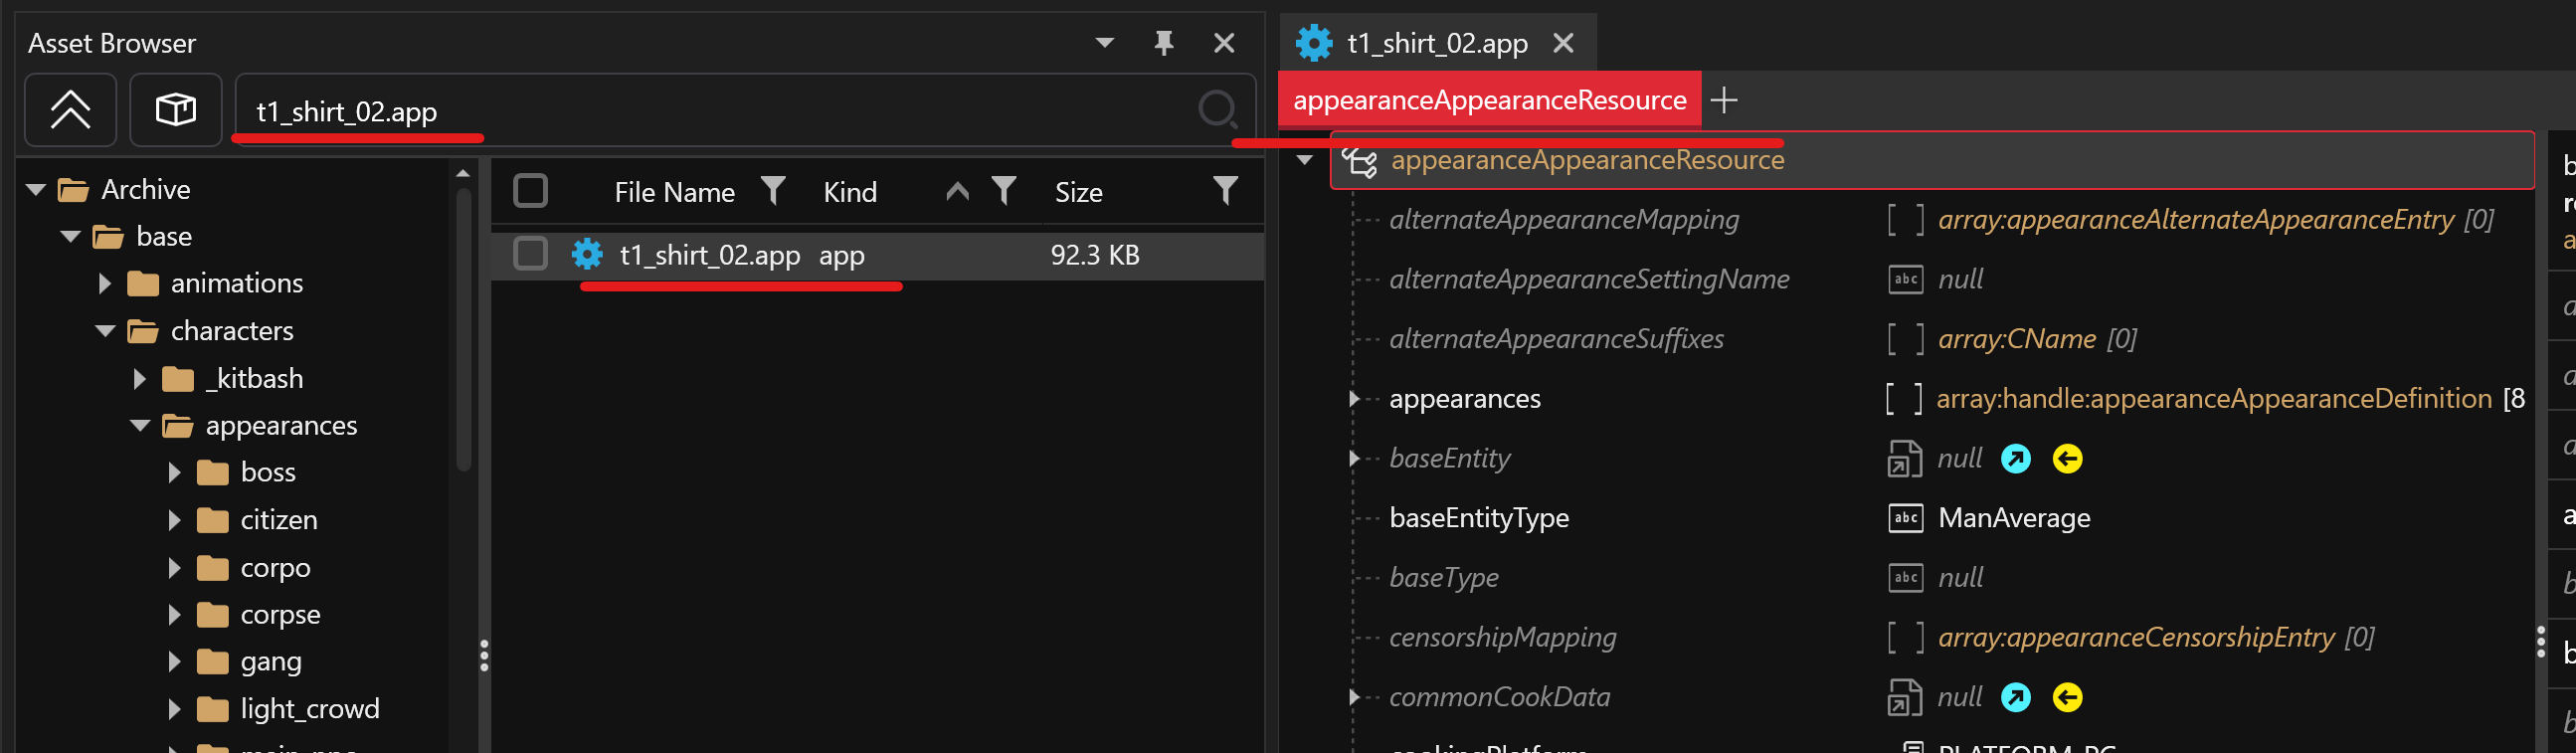 Asset Browser
t1_shirt_02.app
Archive
base
animations
characters
_kitbash
appearances
boss
citizen
corpo
corpse
gang
light_crowd
File Name Kind Size
t1_shirt_02.app app 92.3 KB
t1_shirt_02.app
appearanceAppearanceResource
appearanceAppearanceResource
alternateAppearanceMapping [ ] array:appearanceAlternateAppearanceEntry [0]
alternateAppearanceSettingName abc null
alternateAppearanceSuffixes [ ] array:CName [0]
appearances [ ] array:handle:appearanceAppearanceDefinition [8
baseEntity null
baseEntityType abc ManAverage
baseType abc null
censorshipMapping [ ] array:appearanceCensorshipEntry [0]
commonCookData null